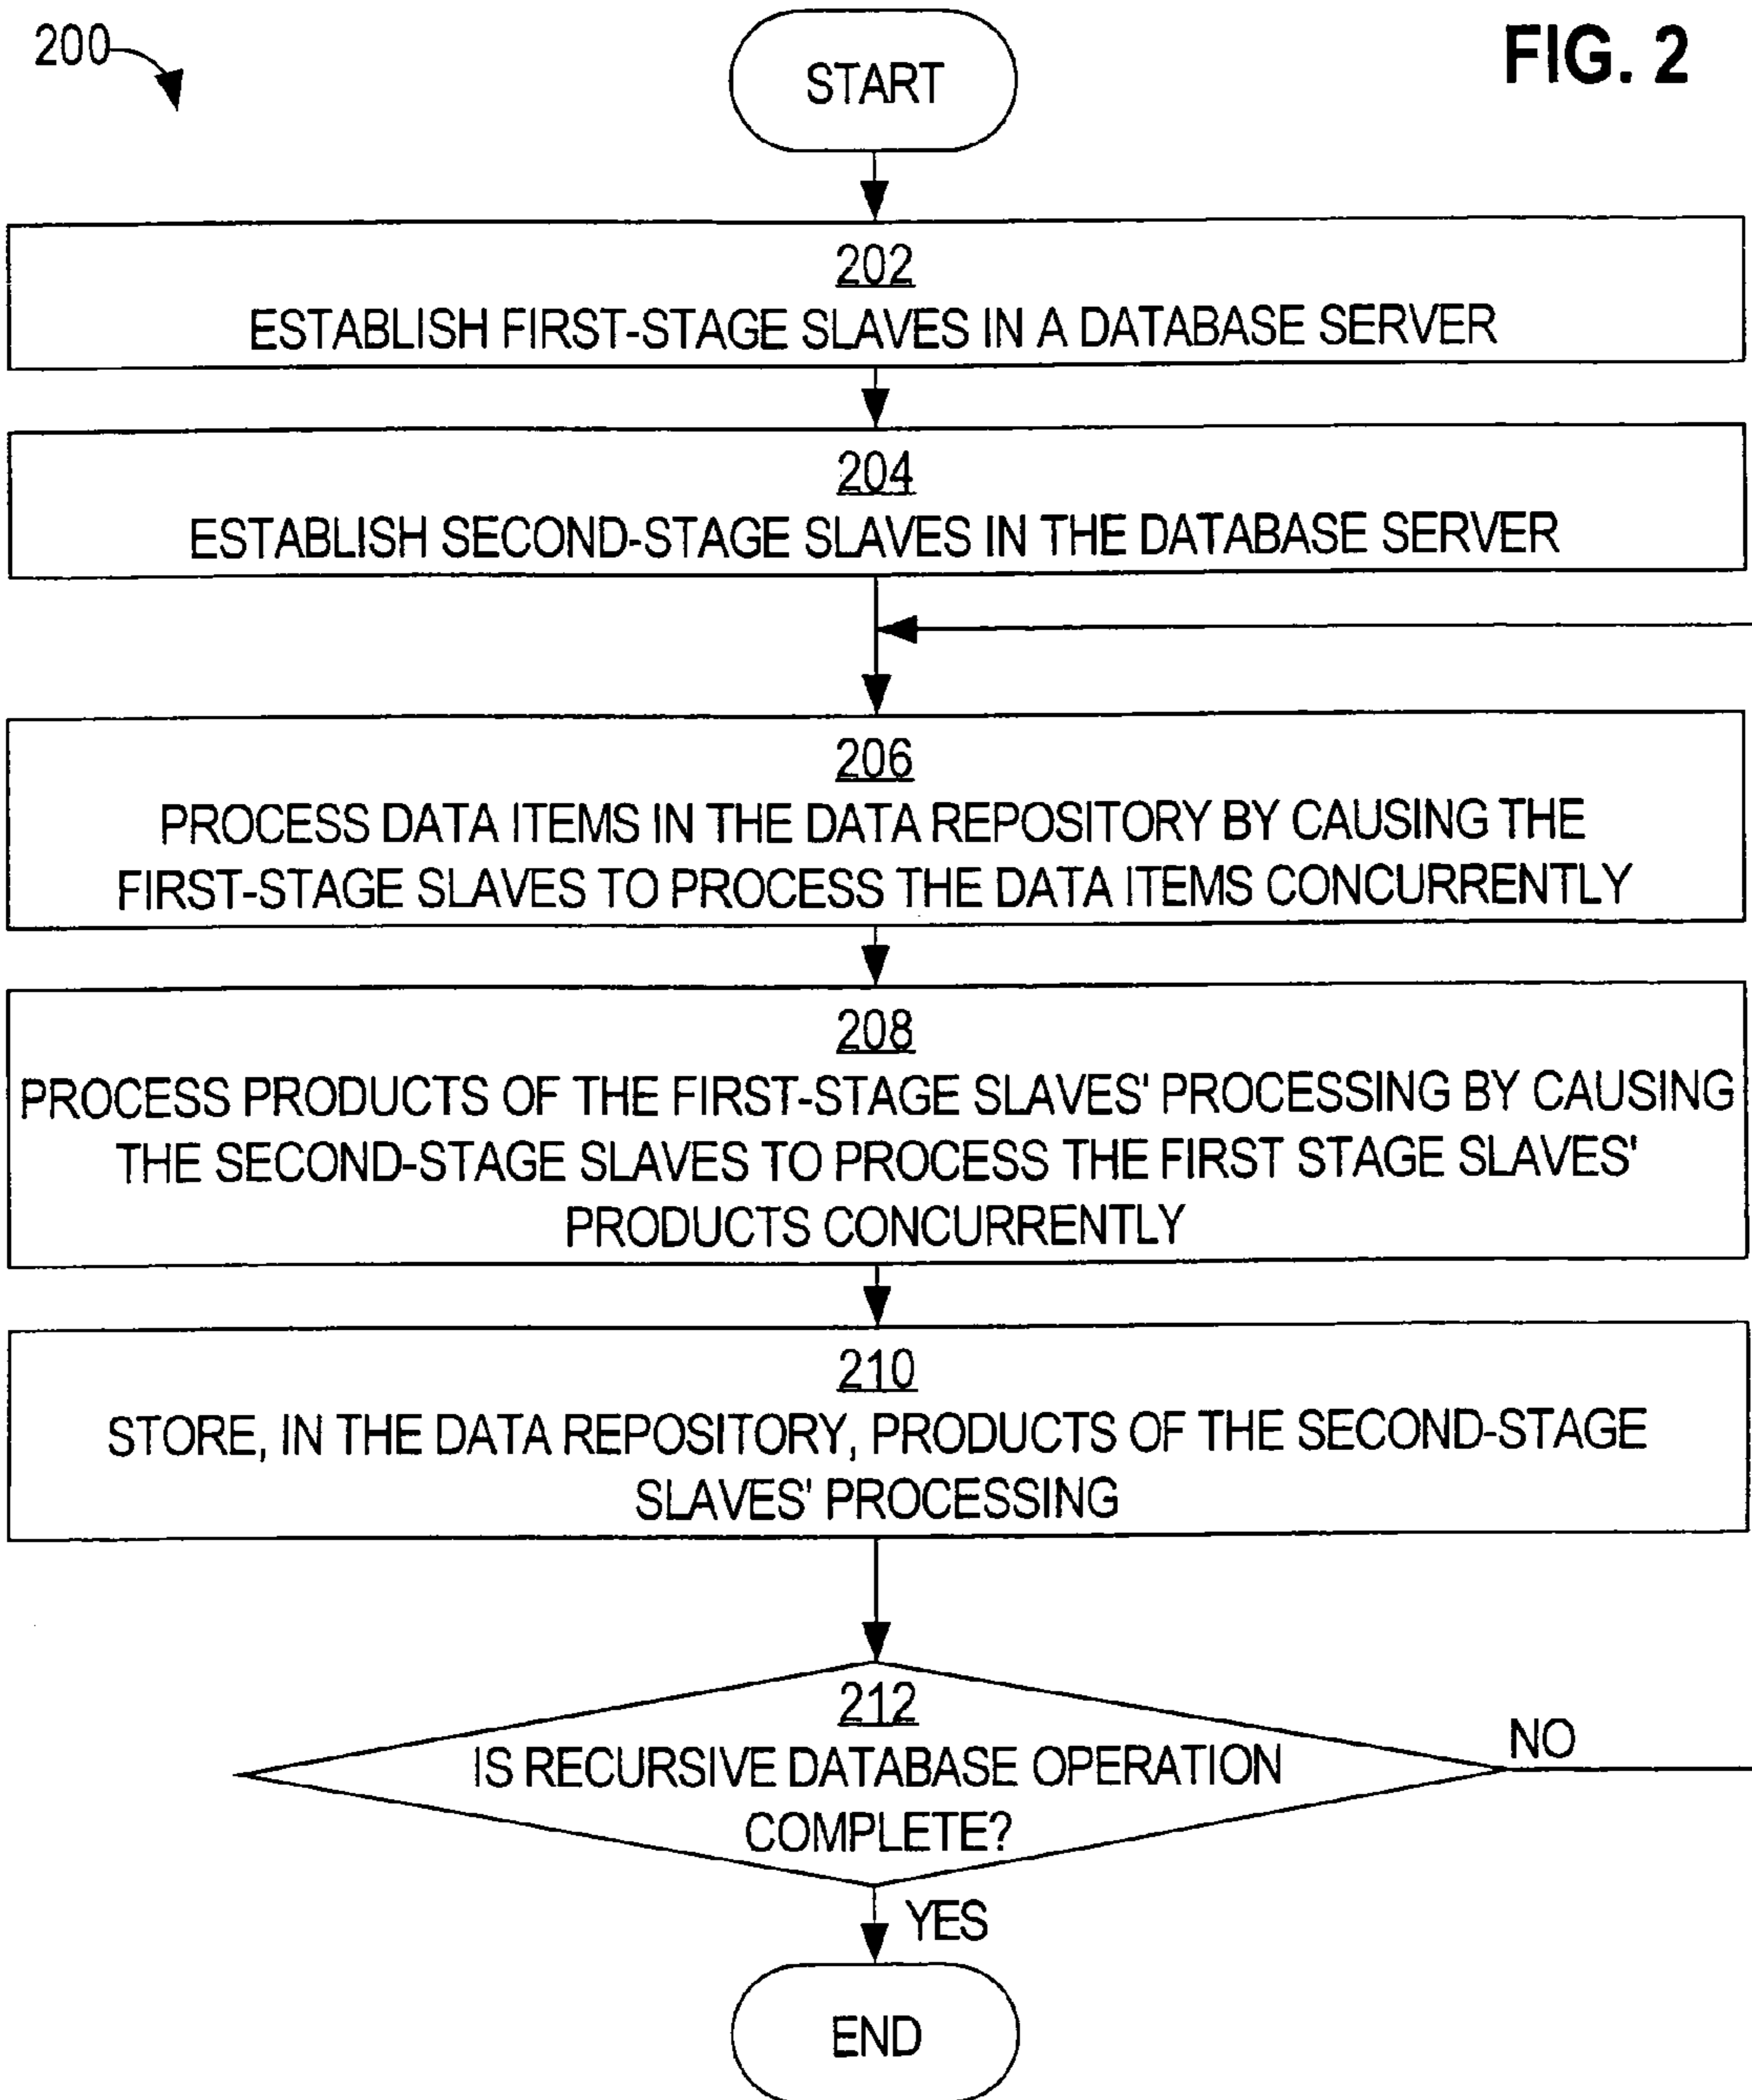 200
FIG. 2
START
202
ESTABLISH FIRST-STAGE SLAVES IN A DATABASE SERVER
204
ESTABLISH SECOND-STAGE SLAVES IN THE DATABASE SERVER
206
PROCESS DATA ITEMS IN THE DATA REPOSITORY BY CAUSING THE
FIRST-STAGE SLAVES TO PROCESS THE DATA ITEMS CONCURRENTLY
208
PROCESS PRODUCTS OF THE FIRST-STAGE SLAVES' PROCESSING BY CAUSING
THE SECOND-STAGE SLAVES TO PROCESS THE FIRST STAGE SLAVES'
PRODUCTS CONCURRENTLY
210
STORE, IN THE DATA REPOSITORY, PRODUCTS OF THE SECOND-STAGE
SLAVES' PROCESSING
212
IS RECURSIVE DATABASE OPERATION
COMPLETE?
NO
YES
END